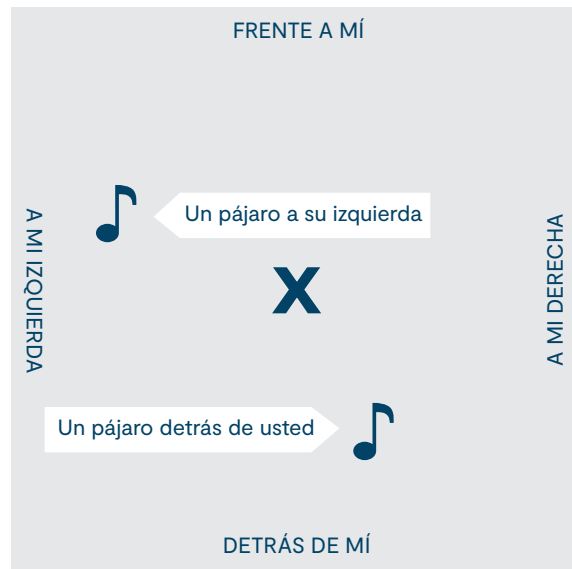 FRENTE A MÍ
Un pájaro a su izquierda
A MI IZQUIERDA
X
A MI DERECHA
Un pájaro detrás de usted
DETRÁS DE MÍ